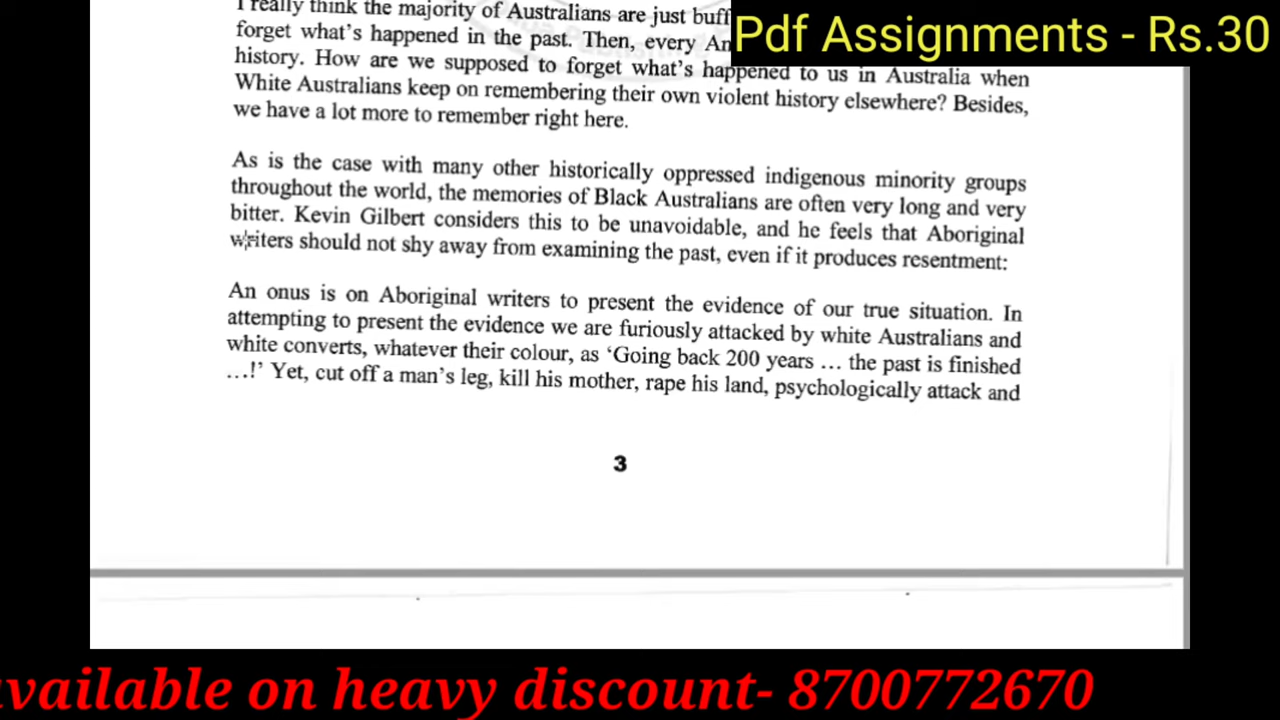 I really think the majority of Australians are just buff
Pdf Assignments - Rs.30
forget what's happened in the past. Then, every An
history. How are we supposed to forget what's happened to us in Australia when
White Australians keep on remembering their own violent history elsewhere? Besides,
we have a lot more to remember right here.
As is the case with many other historically oppressed indigenous minority groups
throughout the world, the memories of Black Australians are often very long and very
bitter. Kevin Gilbert considers this to be unavoidable, and he feels that Aboriginal
writers should not shy away from examining the past, even if it produces resentment:
An onus is on Aboriginal writers to present the evidence of our true situation. In
attempting to present the evidence we are furiously attacked by white Australians and
white converts, whatever their colour, as 'Going back 200 years ... the past is finished
...!' Yet, cut off a man's leg, kill his mother, rape his land, psychologically attack and
3
available on heavy discount- 8700772670